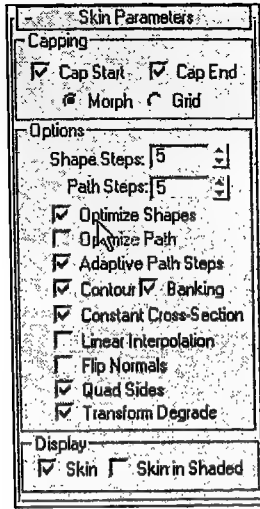 - Skin Parameters
Capping
Cap Start Cap End
Morph Grid
Options
Shape Steps: 5
Path Steps: 5
Optimize Shapes
Optimize Path
Adaptive Path Steps
Contour Banking
Constant Cross-Section
Linear Interpolation
Flip Normals
Quad Sides
Transform Degrade
Display
Skin Skin in Shaded